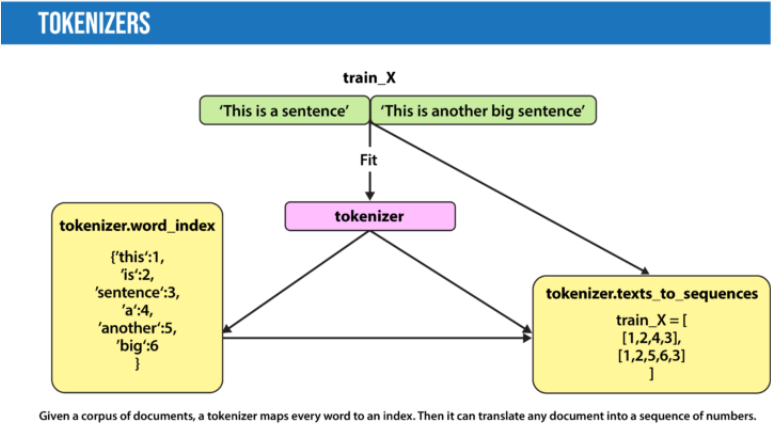 TOKENIZERS
train_X
‘This is a sentence’
‘This is another big sentence’
Fit
tokenizer
tokenizer.word_index
{‘this‘:1,
‘is‘:2,
‘sentence‘:3,
‘a‘:4,
‘another‘:5,
‘big‘:6
}
tokenizer.texts_to_sequences
train_X = [
[1,2,4,3],
[1,2,5,6,3]
]
Given a corpus of documents, a tokenizer maps every word to an index. Then it can translate any document into a sequence of numbers.